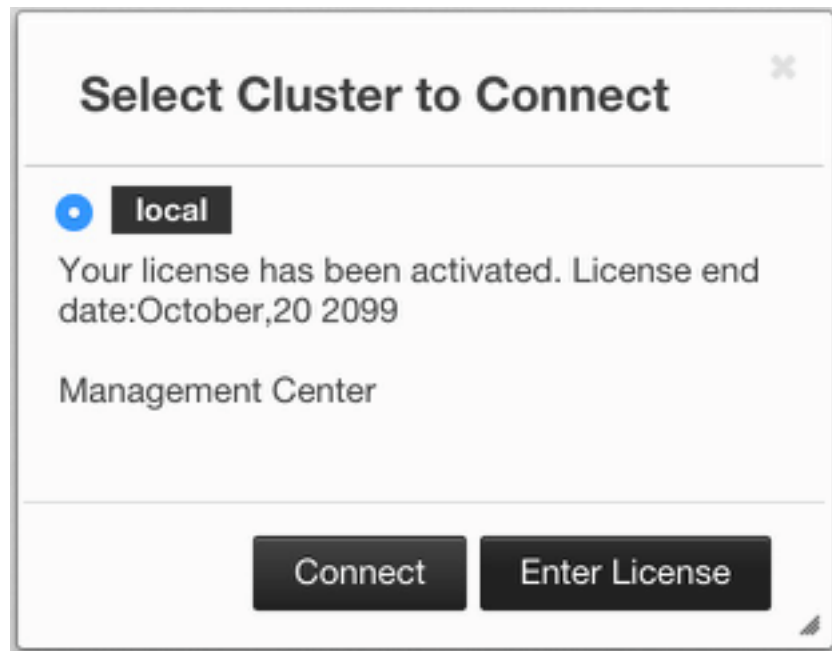 Select Cluster to Connect
local
Your license has been activated. License end
date:October,20 2099
Management Center
Connect
Enter License